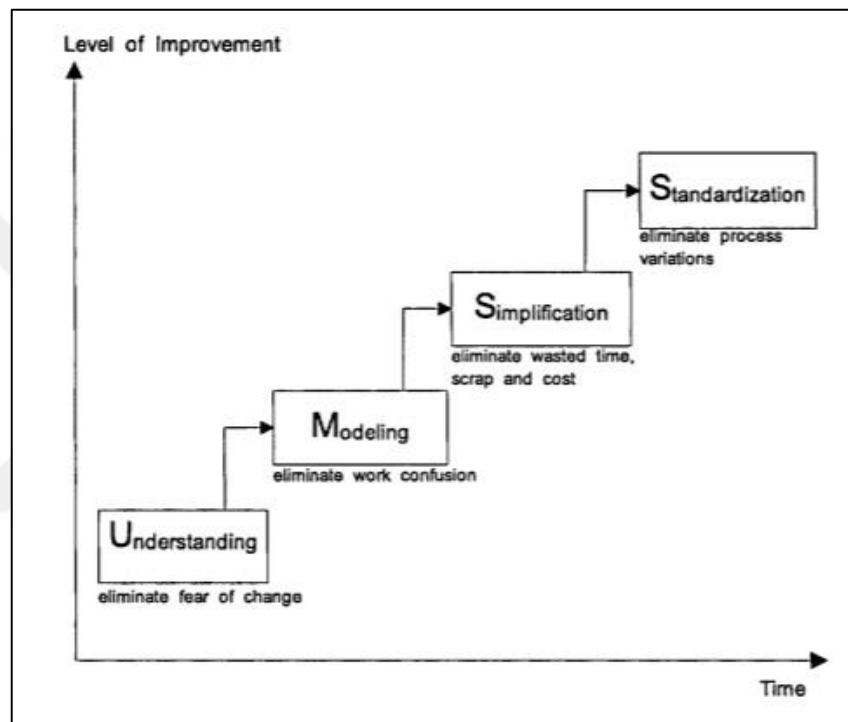 Level of Improvement
Standardization
eliminate process
variations
Simplification
eliminate wasted time,
scrap and cost
Modeling
eliminate work confusion
Understanding
eliminate fear of change
Time